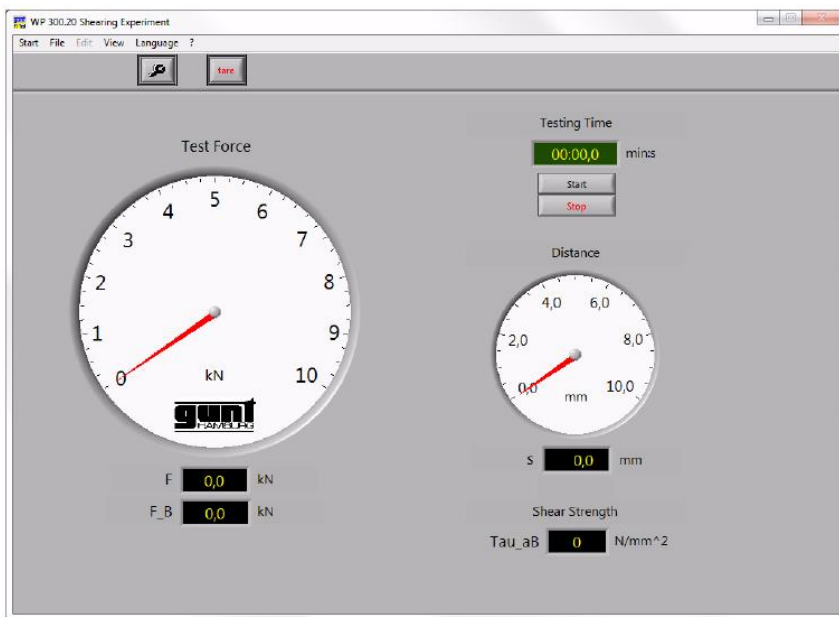 WP 300.20 Shearing Experiment
Start File Edit View Language ?
tare
Test Force
0 1 2 3 4 5 6 7 8 9 10
kN
gunt
HAMBURG
F 0,0 kN
F_B 0,0 kN
Testing Time
00:00,0 min:s
Start
Stop
Distance
0,0 2,0 4,0 6,0 8,0 10,0
mm
s 0,0 mm
Shear Strength
Tau_aB 0 N/mm^2